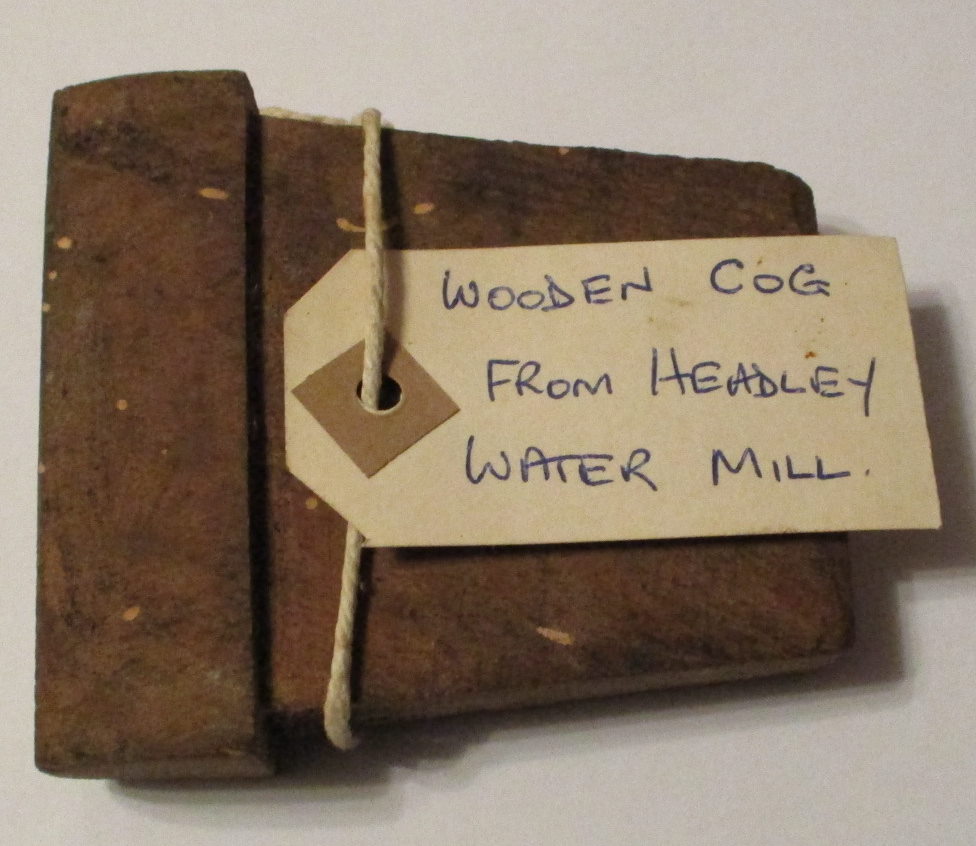 WOODEN COG
FROM HEADLEY
WATER MILL.